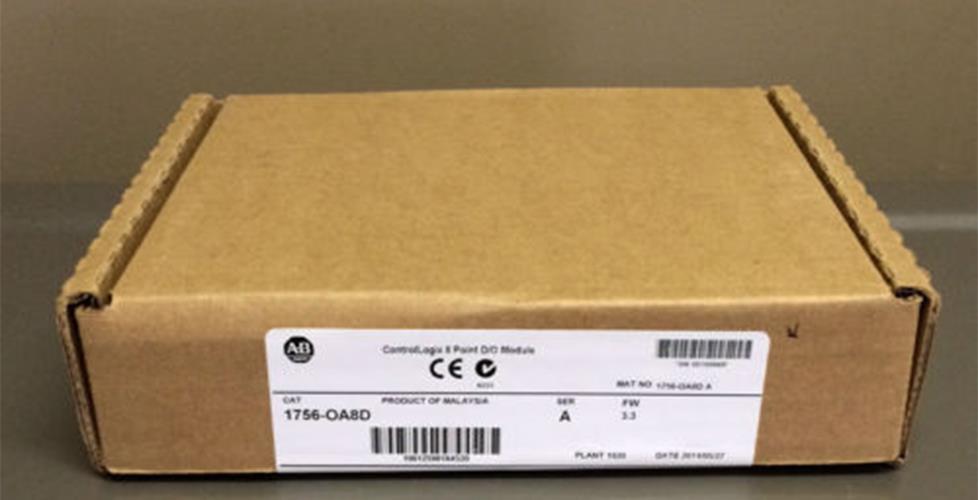 AB
ControlLogix 8 Point D/O Module
CE
MAT NO 1756-OA8D A
CAT
1756-OA8D
PRODUCT OF MALAYSIA
SER
A
FW
3.3
PLANT 1020
DATE